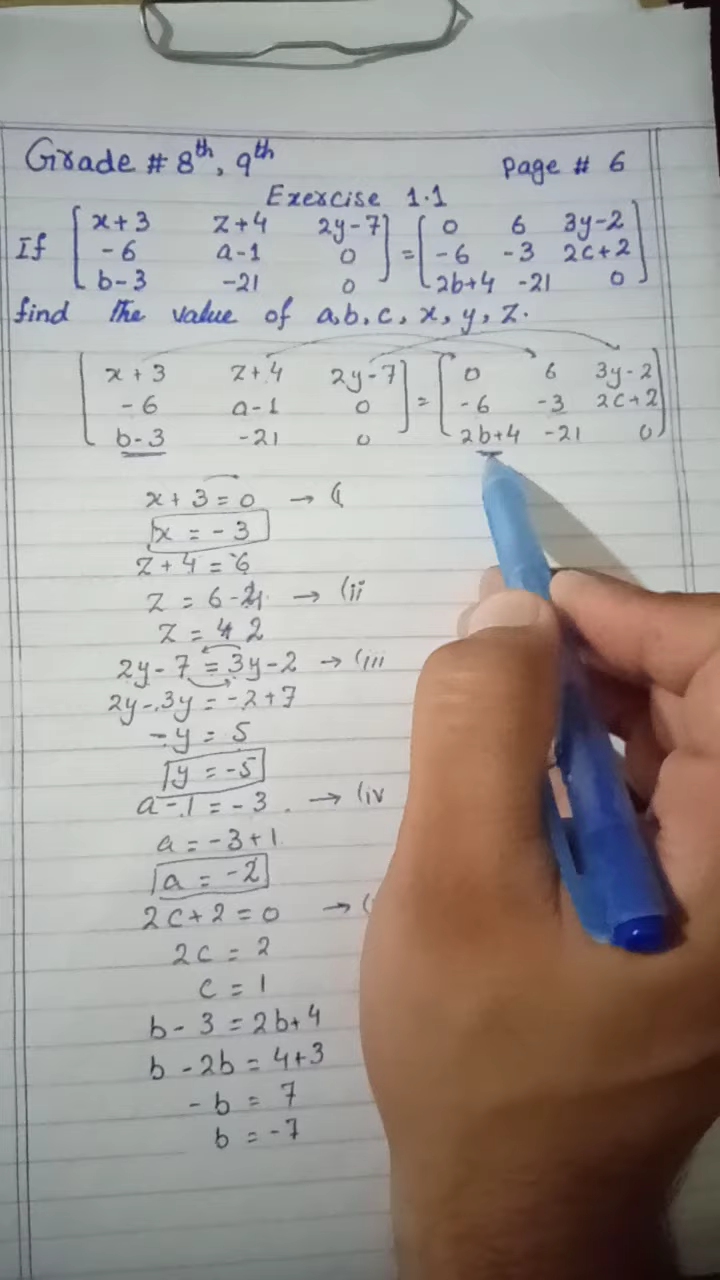 Grade # 8th, 9th Page # 6
Exercise 1.1
If [ x+3 z+4 2y-7 ] = [ 0 6 3y-2 ]
[ -6 a-1 0 ] [ -6 -3 2c+2 ]
[ b-3 -21 0 ] [ 2b+4 -21 0 ]
find the value of a,b,c,x,y,z.
[ x+3 z+4 2y-7 ] = [ 0 6 3y-2 ]
[ -6 a-1 0 ] [ -6 -3 2c+2 ]
[ b-3 -21 0 ] [ 2b+4 -21 0 ]
x+3 = 0 → (i
x = -3
z+4 = 6
z = 6-4 → (ii
z = 2
2y-7 = 3y-2 → (iii
2y-3y = -2+7
-y = 5
y = -5
a-1 = -3 → (iv
a = -3+1
a = -2
2c+2 = 0 → (
2c = 2
c = 1
b-3 = 2b+4
b-2b = 4+3
-b = 7
b = -7